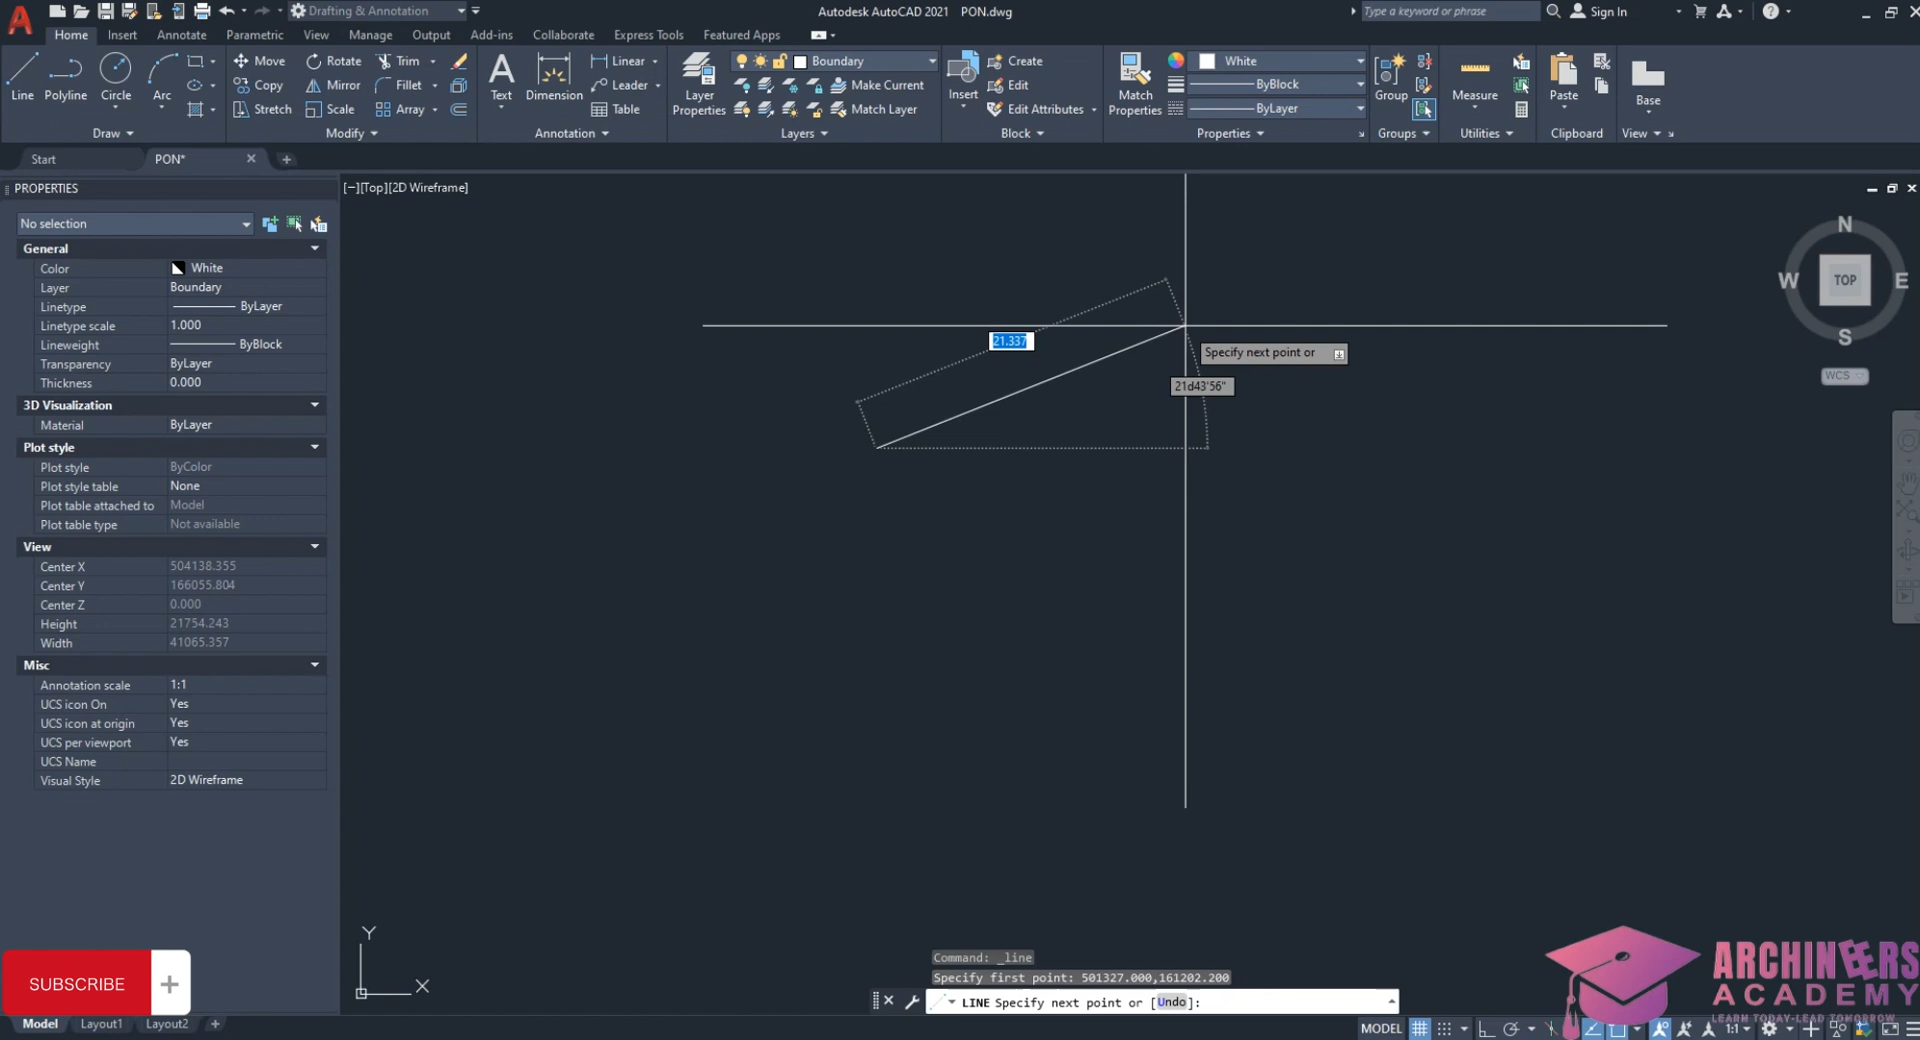 Drafting & Annotation
Autodesk AutoCAD 2021 PON.dwg
Type a keyword or phrase
Sign In
Home Insert Annotate Parametric View Manage Output Add-ins Collaborate Express Tools Featured Apps
Line Polyline Circle Arc
Move Rotate Trim
Copy Mirror Fillet
Stretch Scale Array
Text Dimension
Linear
Leader
Table
Layer Properties
Boundary
Make Current
Match Layer
Insert
Create
Edit
Edit Attributes
Match Properties
White
ByBlock
ByLayer
Group Measure Paste Base
Draw Modify Annotation Layers Block Properties Groups Utilities Clipboard View
Start PON*
PROPERTIES
[−][Top][2D Wireframe]
No selection
General
Color White
Layer Boundary
Linetype ByLayer
Linetype scale 1.000
Lineweight ByBlock
Transparency ByLayer
Thickness 0.000
3D Visualization
Material ByLayer
Plot style
Plot style ByColor
Plot style table None
Plot table attached to Model
Plot table type Not available
View
Center X 504138.355
Center Y 166055.804
Center Z 0.000
Height 21754.243
Width 41065.357
Misc
Annotation scale 1:1
UCS icon On Yes
UCS icon at origin Yes
UCS per viewport Yes
UCS Name
Visual Style 2D Wireframe
21.337
Specify next point or
21d43'56"
N
W TOP E
S
WCS
Y
X
SUBSCRIBE
Command: _line
Specify first point: 501327.000,161202.200
LINE Specify next point or [Undo]:
ARCHINEERS
ACADEMY
LEARN TODAY-LEAD TOMORROW
Model Layout1 Layout2
MODEL
1:1